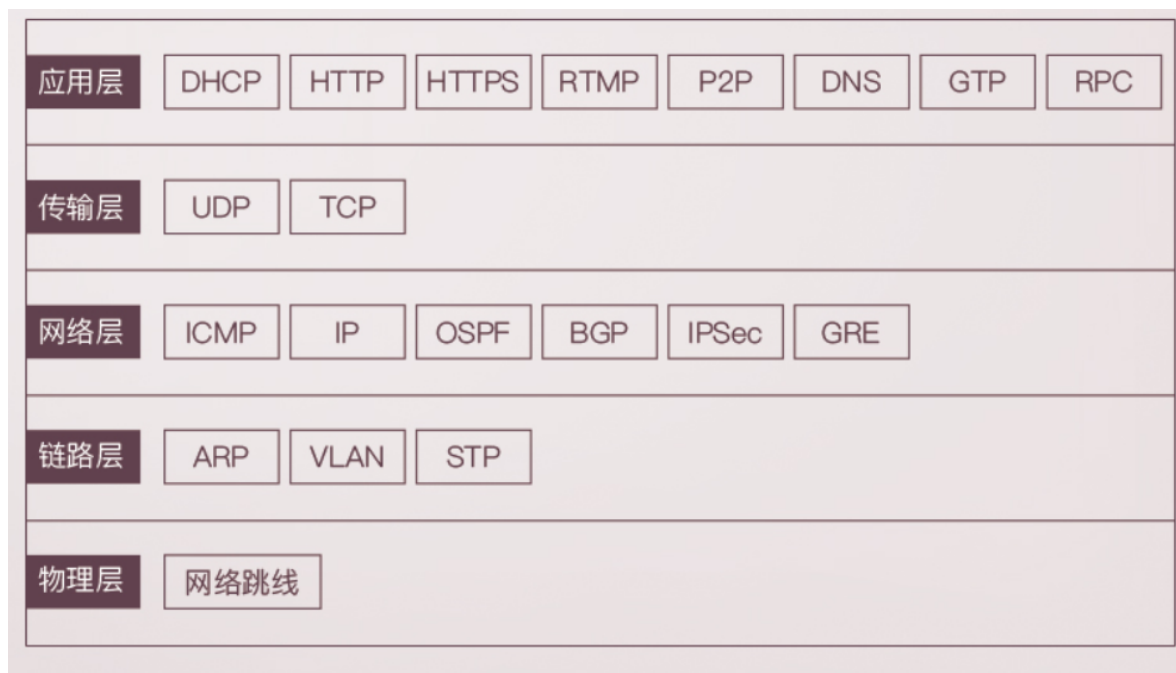 应用层 DHCP HTTP HTTPS RTMP P2P DNS GTP RPC
传输层 UDP TCP
网络层 ICMP IP OSPF BGP IPSec GRE
链路层 ARP VLAN STP
物理层 网络跳线